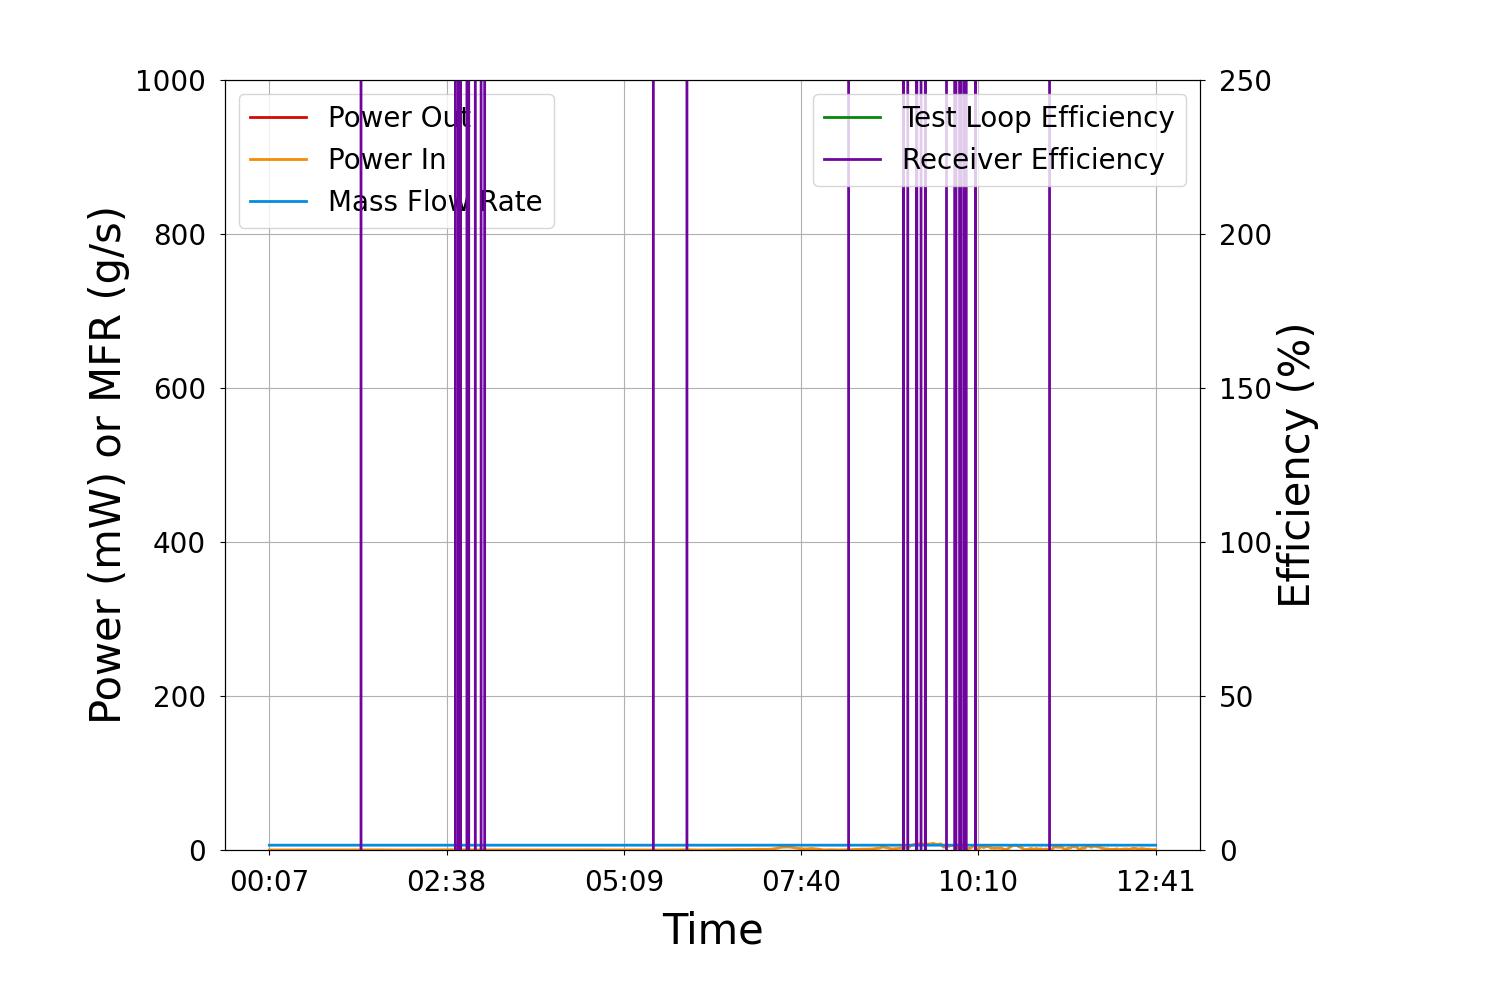 1000
800
600
400
200
0
Power (mW) or MFR (g/s)
Power Out
Power In
Mass Flow Rate
Test Loop Efficiency
Receiver Efficiency
250
200
150
100
50
0
Efficiency (%)
00:07 02:38 05:09 07:40 10:10 12:41
Time